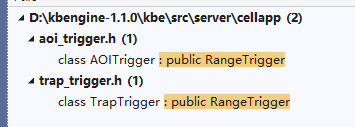 D:\kbengine-1.1.0\kbe\src\server\cellapp (2)
aoi_trigger.h (1)
class AOITrigger : public RangeTrigger
trap_trigger.h (1)
class TrapTrigger : public RangeTrigger